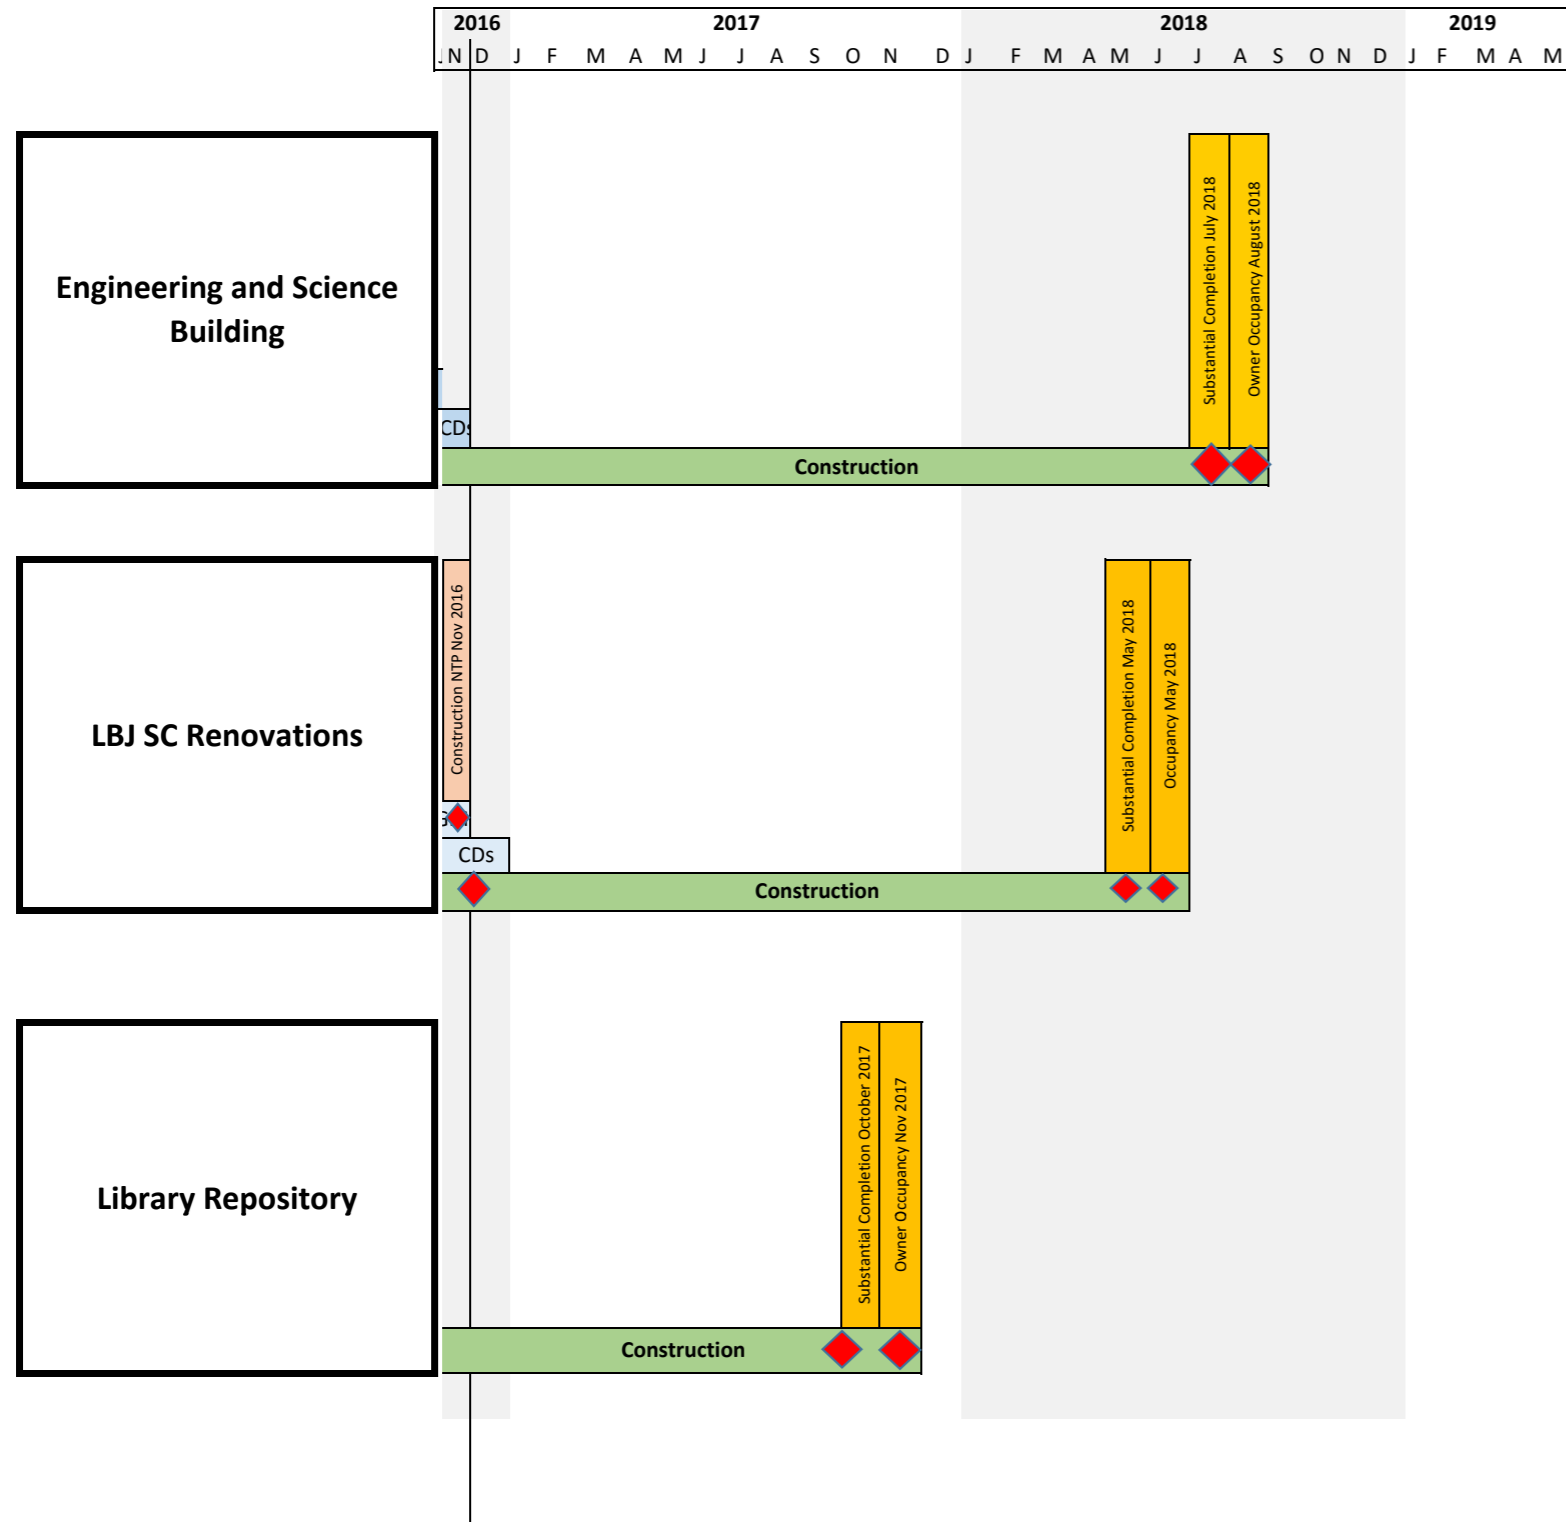 2016 2017 2018 2019
J N D J F M A M J J A S O N D J F M A M J J A S O N D J F M A M
Engineering and Science
Building
Substantial Completion July 2018
Owner Occupancy August 2018
CDs
Construction
LBJ SC Renovations
Construction NTP Nov 2016
Substantial Completion May 2018
Occupancy May 2018
CDs
Construction
Library Repository
Substantial Completion October 2017
Owner Occupancy Nov 2017
Construction